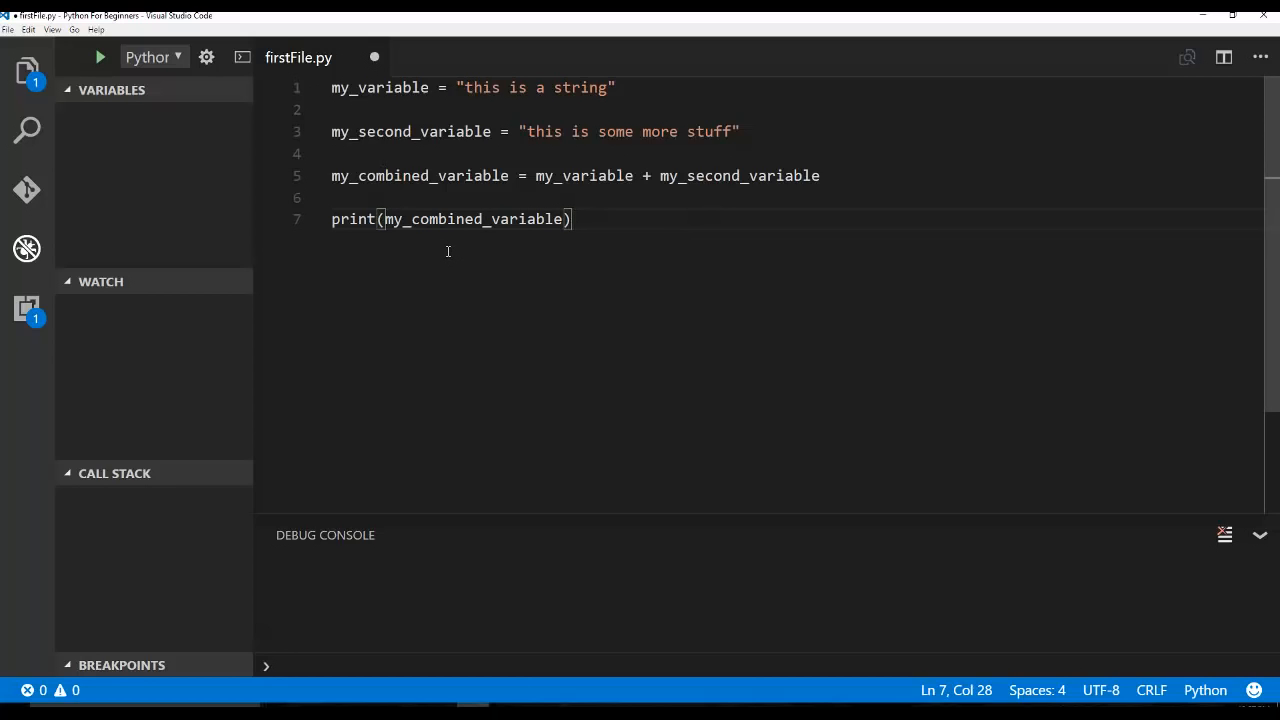 firstFile.py - Python For Beginners - Visual Studio Code
File Edit View Go Help
Python firstFile.py
VARIABLES
WATCH
CALL STACK
BREAKPOINTS
1
1
1 my_variable = "this is a string"
2
3 my_second_variable = "this is some more stuff"
4
5 my_combined_variable = my_variable + my_second_variable
6
7 print(my_combined_variable)
DEBUG CONSOLE
0 0 Ln 7, Col 28 Spaces: 4 UTF-8 CRLF Python